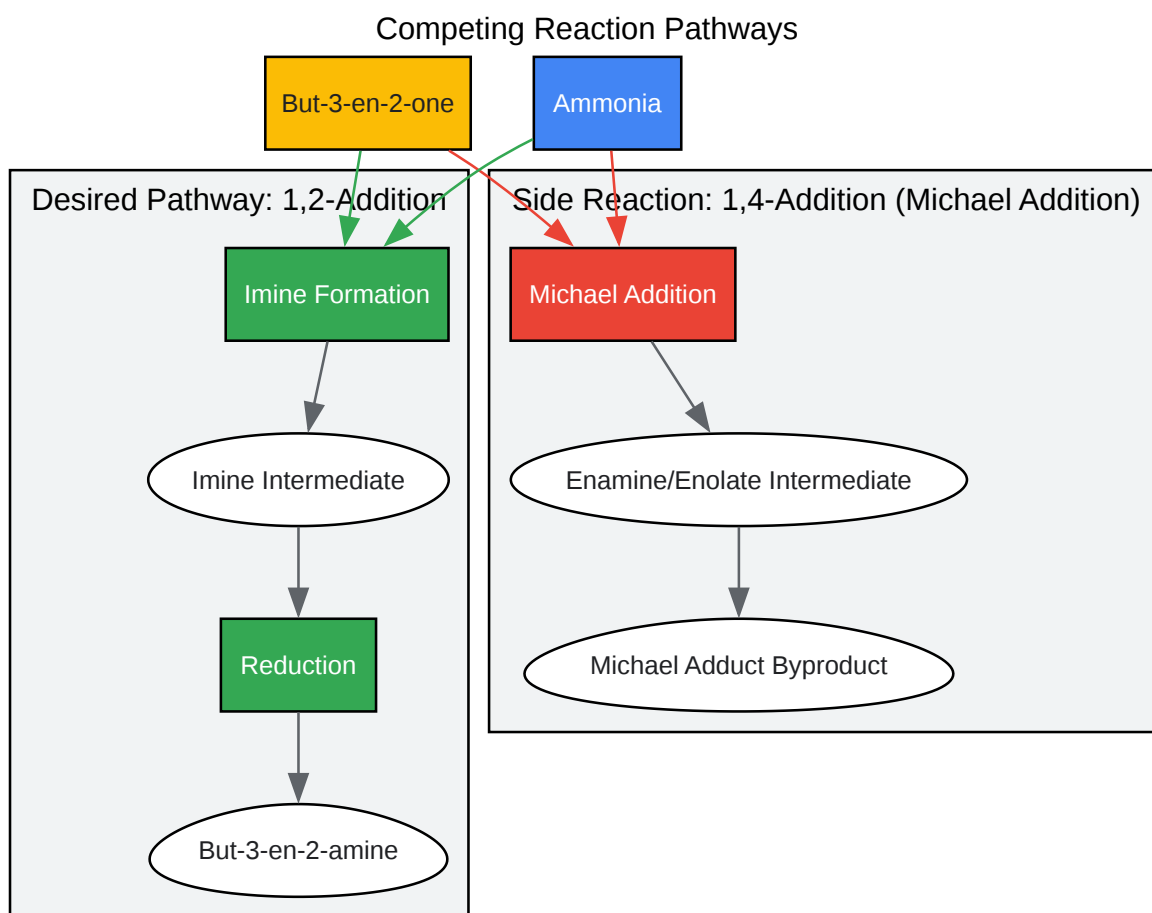 Competing Reaction Pathways
But-3-en-2-one
Ammonia
Desired Pathway: 1,2-Addition
Side Reaction: 1,4-Addition (Michael Addition)
Imine Formation
Michael Addition
Imine Intermediate
Enamine/Enolate Intermediate
Reduction
Michael Adduct Byproduct
But-3-en-2-amine